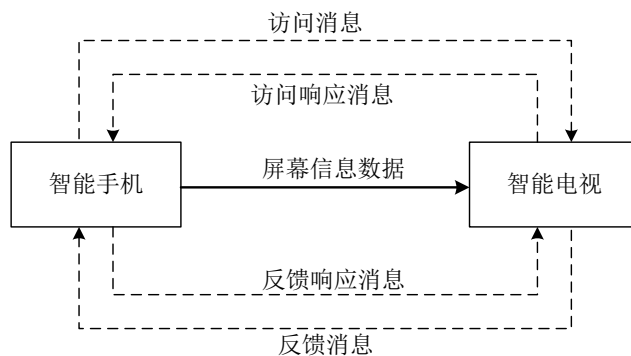 访问消息
访问响应消息
智能手机
屏幕信息数据
智能电视
反馈响应消息
反馈消息